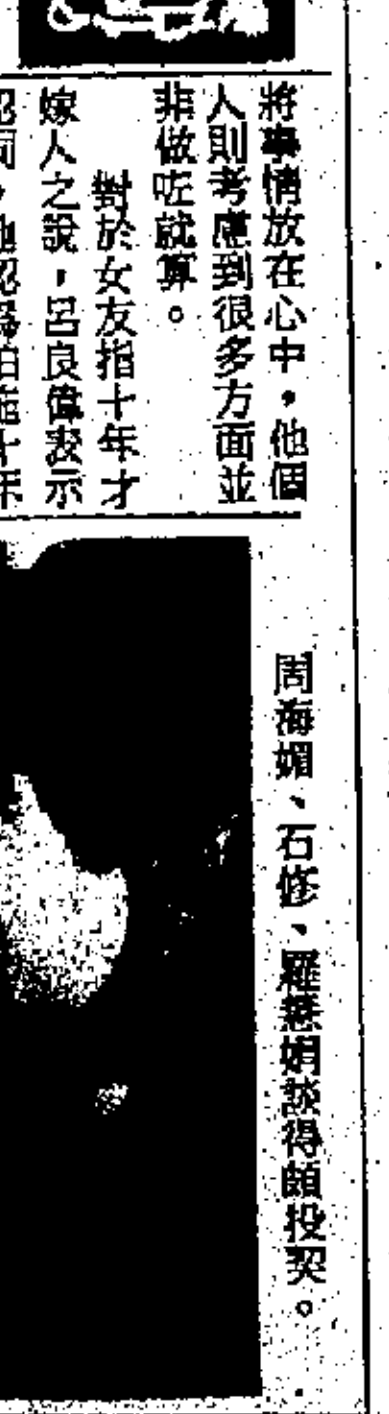 將事情放在心中，他個
人則考慮到很多方面並
非做咗就算。
對於女友指十年才
嫁人之說，呂良偉表示
周海媚、石修、羅慧娟談得頗投契。